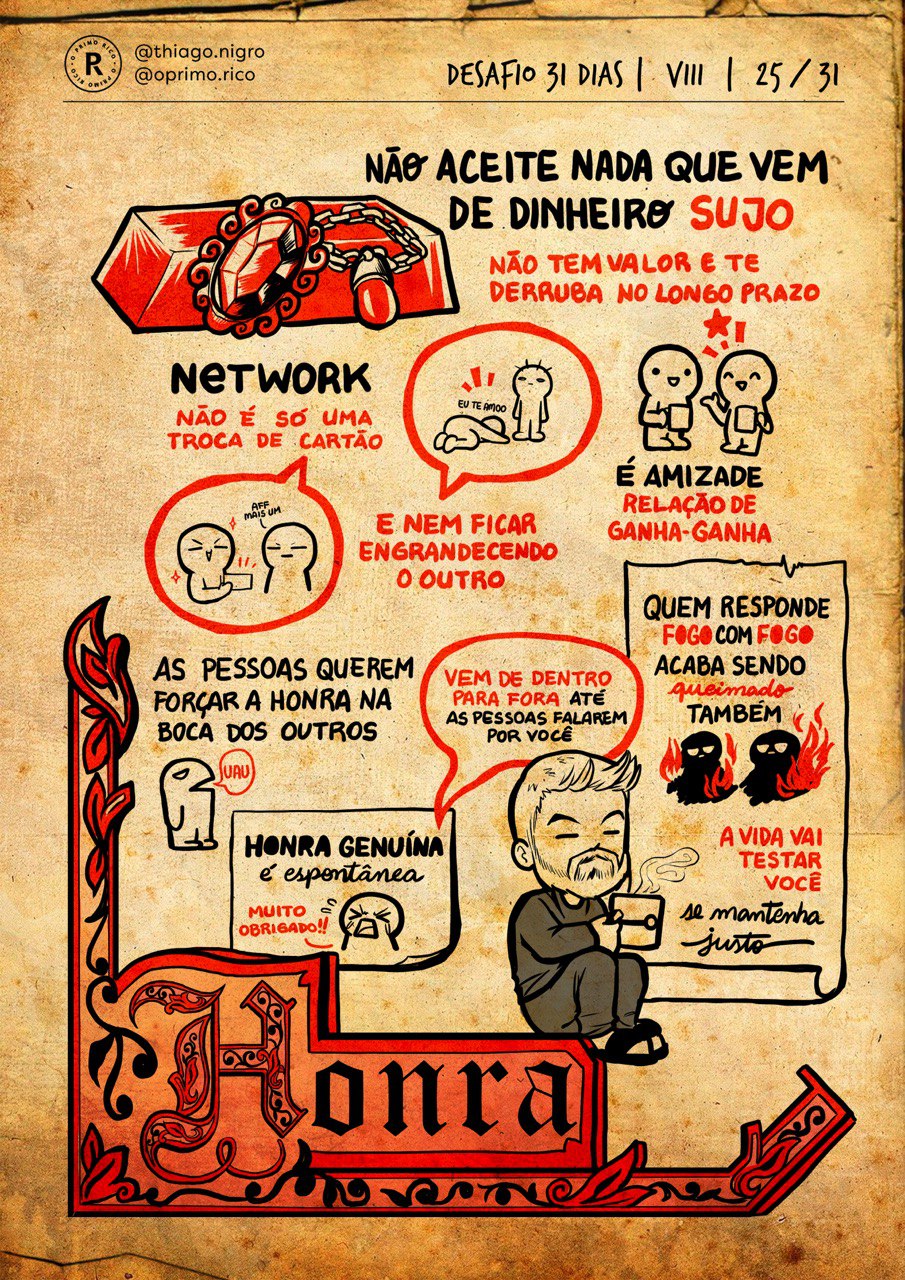 O PRIMO RICO • O PRIMO RICO •
R
@thiago.nigro
@oprimo.rico
DESAFIO 31 DIAS | VIII | 25/31
NÃO ACEITE NADA QUE VEM
DE DINHEIRO SUJO
NÃO TEM VALOR E TE
DERRUBA NO LONGO PRAZO
NETWORK
NÃO É SÓ UMA
TROCA DE CARTÃO
AFF
MAIS UM
EU TE AMOO
E NEM FICAR
ENGRANDECENDO
O OUTRO
É AMIZADE
RELAÇÃO DE
GANHA-GANHA
QUEM RESPONDE
FOGO COM FOGO
ACABA SENDO
queimado
TAMBÉM
A VIDA VAI
TESTAR
VOCÊ
se mantenha
justo
AS PESSOAS QUEREM
FORÇAR A HONRA NA
BOCA DOS OUTROS
UAU
VEM DE DENTRO
PARA FORA ATÉ
AS PESSOAS FALAREM
POR VOCÊ
HONRA GENUÍNA
é espontânea
MUITO
OBRIGADO!!
Honra